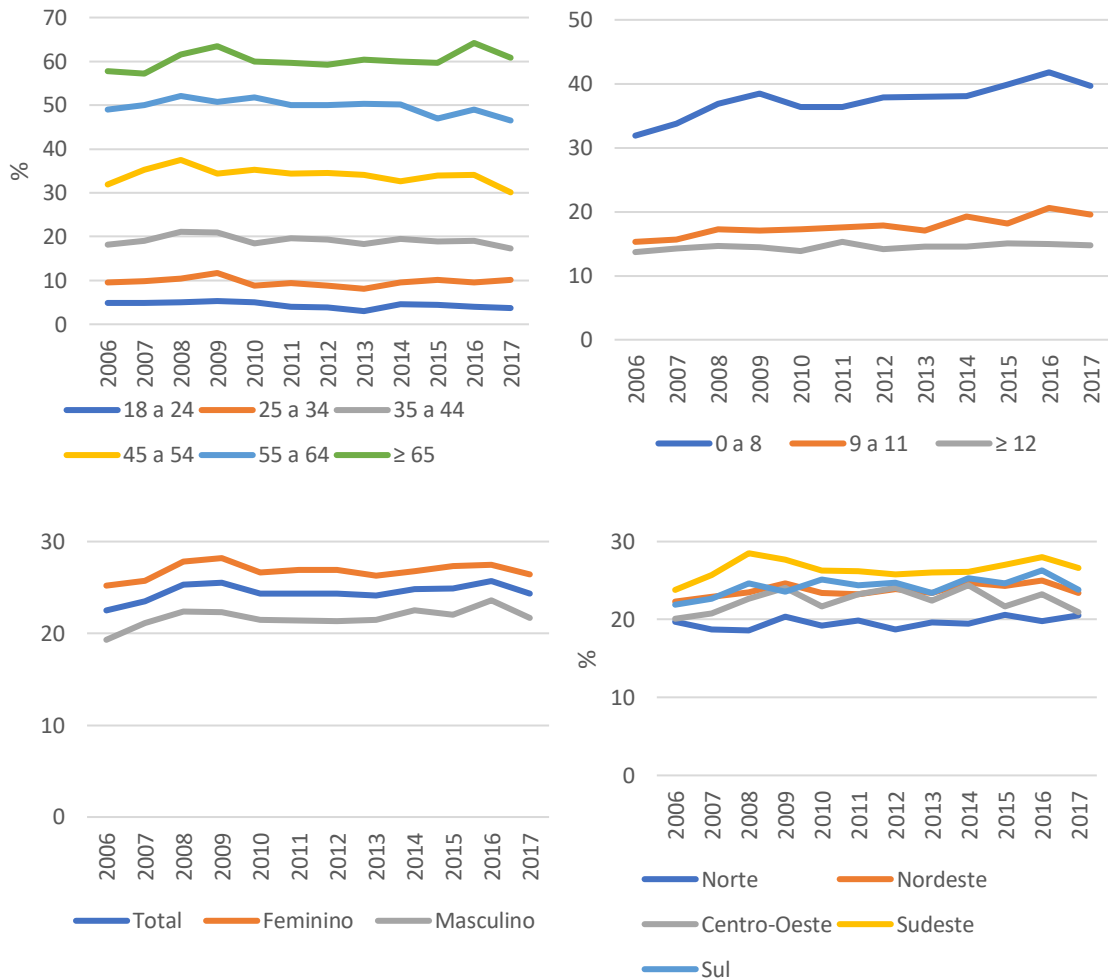 70
60
50
40
30
20
10
0
%
2006 2007 2008 2009 2010 2011 2012 2013 2014 2015 2016 2017
18 a 24 25 a 34 35 a 44
45 a 54 55 a 64 ≥ 65
50
40
30
20
10
0
2006 2007 2008 2009 2010 2011 2012 2013 2014 2015 2016 2017
0 a 8 9 a 11 ≥ 12
30
20
10
0
2006 2007 2008 2009 2010 2011 2012 2013 2014 2015 2016 2017
Total Feminino Masculino
30
20
10
0
%
2006 2007 2008 2009 2010 2011 2012 2013 2014 2015 2016 2017
Norte Nordeste
Centro-Oeste Sudeste
Sul